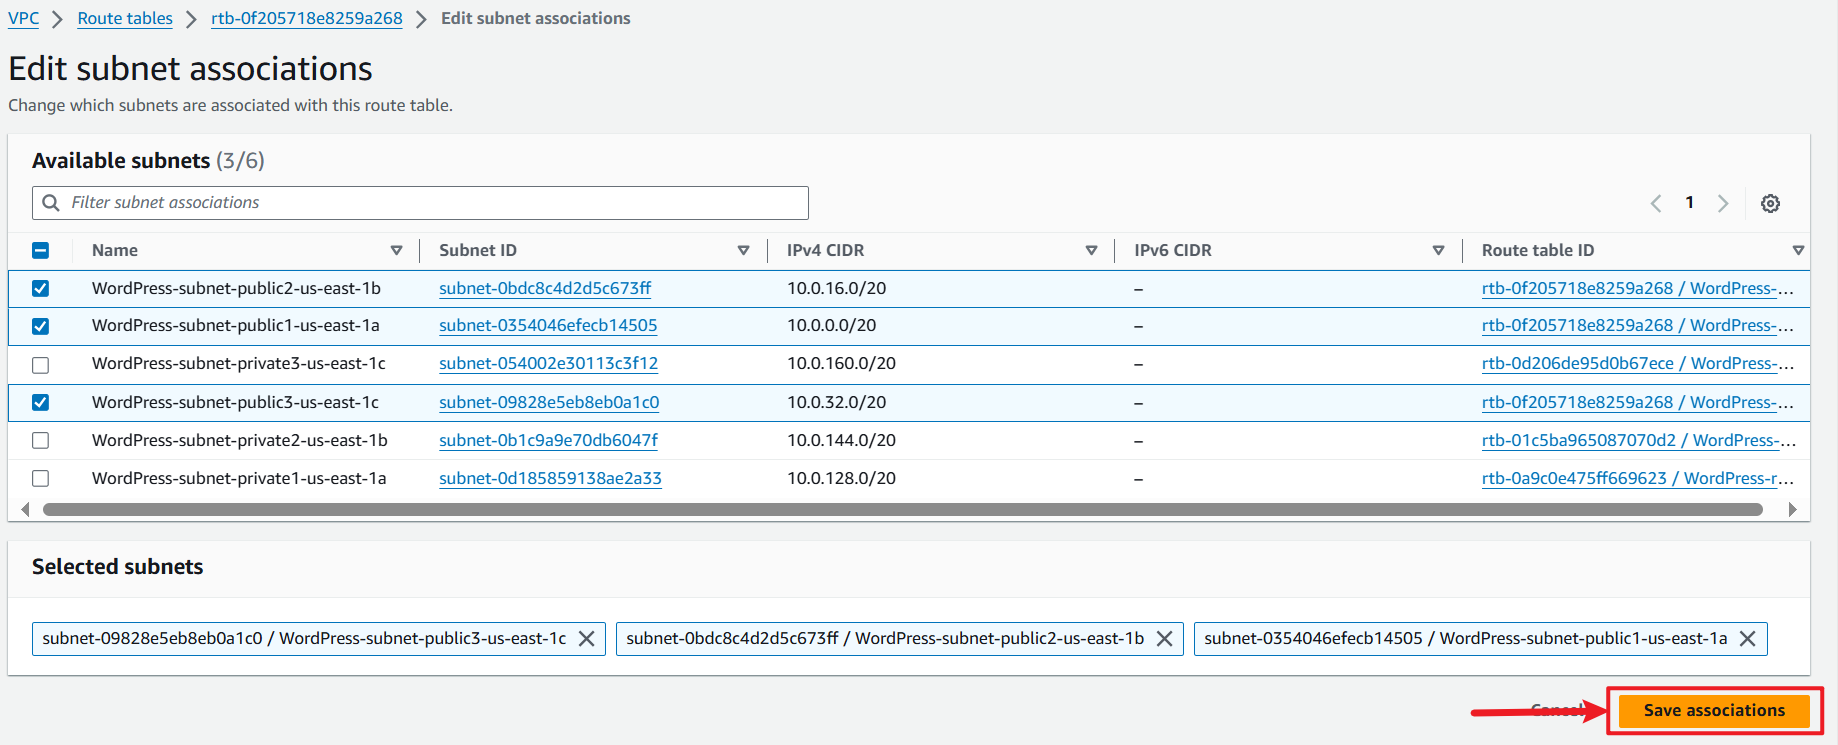 VPC > Route tables > rtb-0f205718e8259a268 > Edit subnet associations
Edit subnet associations
Change which subnets are associated with this route table.
Available subnets (3/6)
Filter subnet associations
1
Name Subnet ID IPv4 CIDR IPv6 CIDR Route table ID
WordPress-subnet-public2-us-east-1b subnet-0bdc8c4d2d5c673ff 10.0.16.0/20 – rtb-0f205718e8259a268 / WordPress-...
WordPress-subnet-public1-us-east-1a subnet-0354046efecb14505 10.0.0.0/20 – rtb-0f205718e8259a268 / WordPress-...
WordPress-subnet-private3-us-east-1c subnet-054002e30113c3f12 10.0.160.0/20 – rtb-0d206de95d0b67ece / WordPress-...
WordPress-subnet-public3-us-east-1c subnet-09828e5eb8eb0a1c0 10.0.32.0/20 – rtb-0f205718e8259a268 / WordPress-...
WordPress-subnet-private2-us-east-1b subnet-0b1c9a9e70db6047f 10.0.144.0/20 – rtb-01c5ba965087070d2 / WordPress-...
WordPress-subnet-private1-us-east-1a subnet-0d185859138ae2a33 10.0.128.0/20 – rtb-0a9c0e475ff669623 / WordPress-r...
Selected subnets
subnet-09828e5eb8eb0a1c0 / WordPress-subnet-public3-us-east-1c subnet-0bdc8c4d2d5c673ff / WordPress-subnet-public2-us-east-1b subnet-0354046efecb14505 / WordPress-subnet-public1-us-east-1a
Cancel Save associations